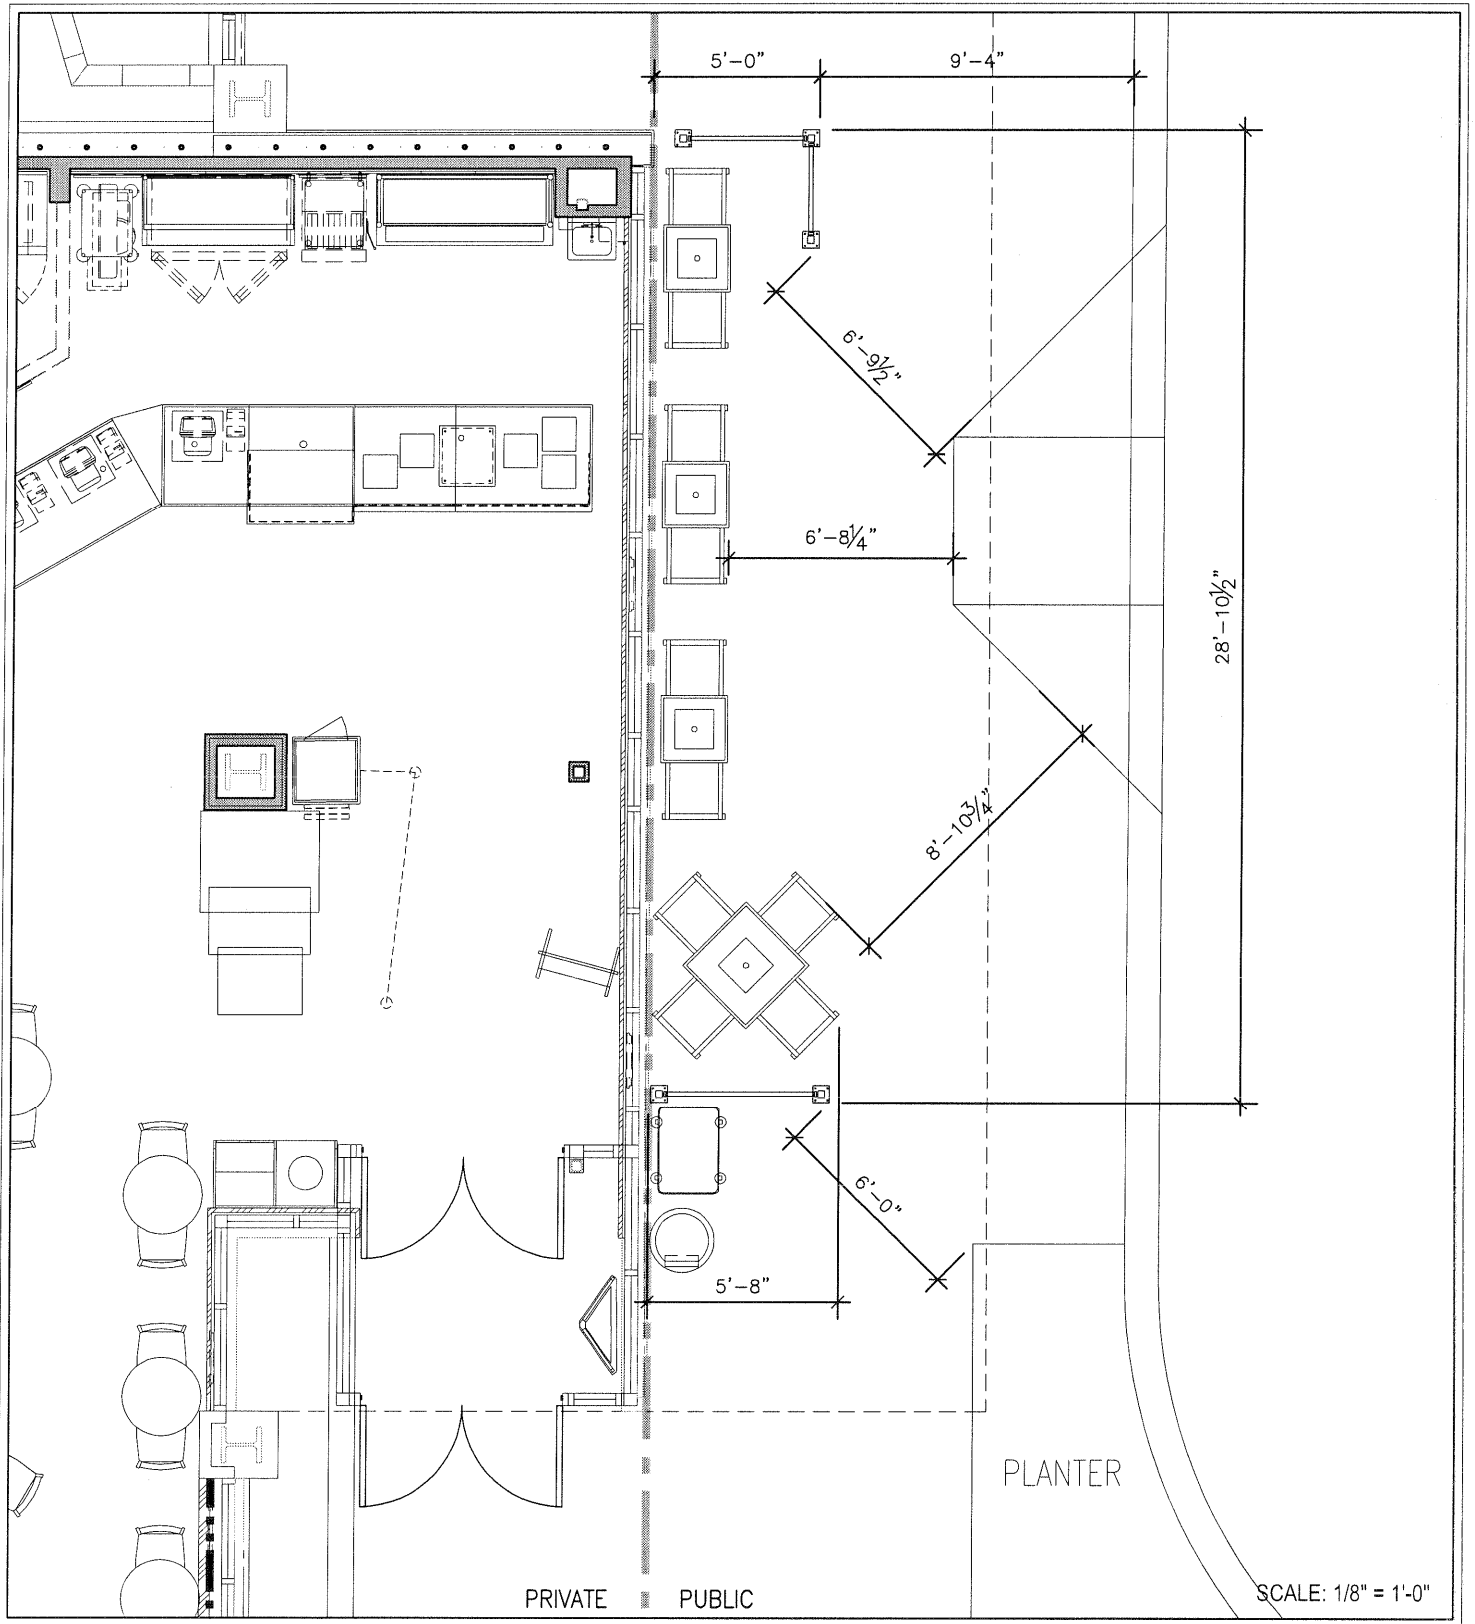 5'-0" 9'-4"
6'-9½"
6'-8¼"
28'-10½"
8'-10¾"
6'-0"
5'-8"
PLANTER
PRIVATE PUBLIC
SCALE: 1/8" = 1'-0"